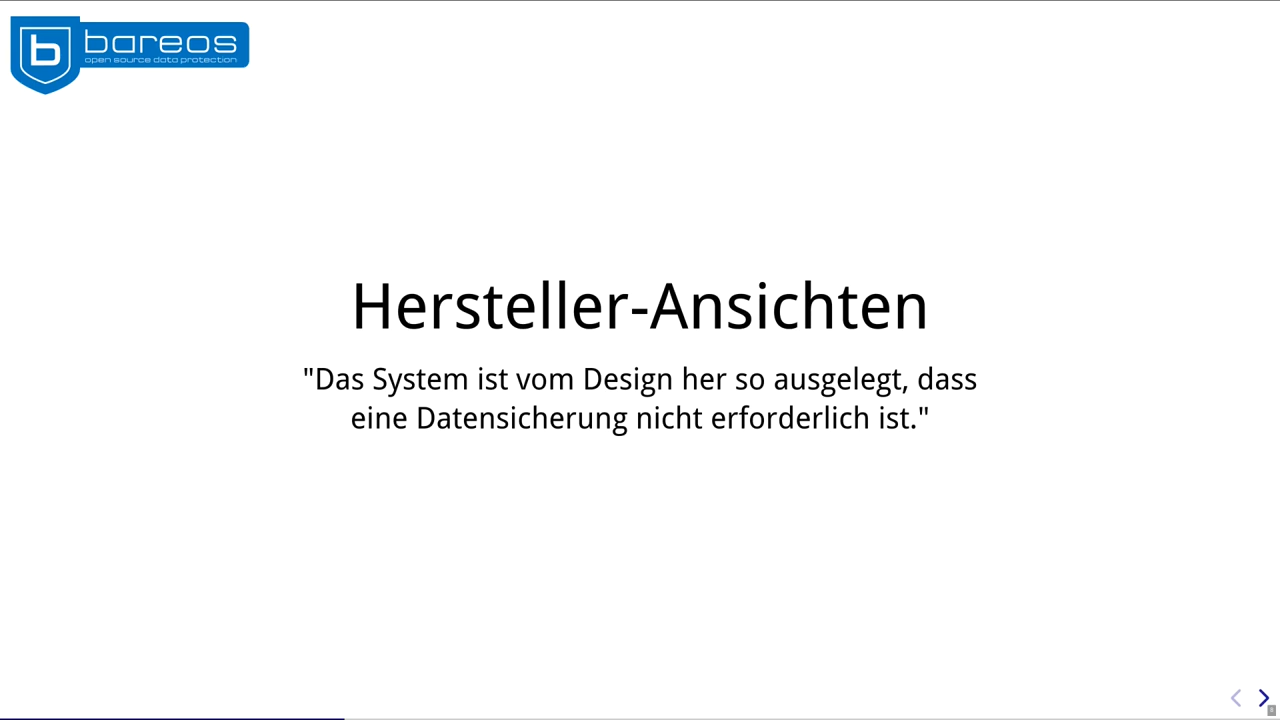 b
bareos
open source data protection
Hersteller-Ansichten
"Das System ist vom Design her so ausgelegt, dass
eine Datensicherung nicht erforderlich ist."